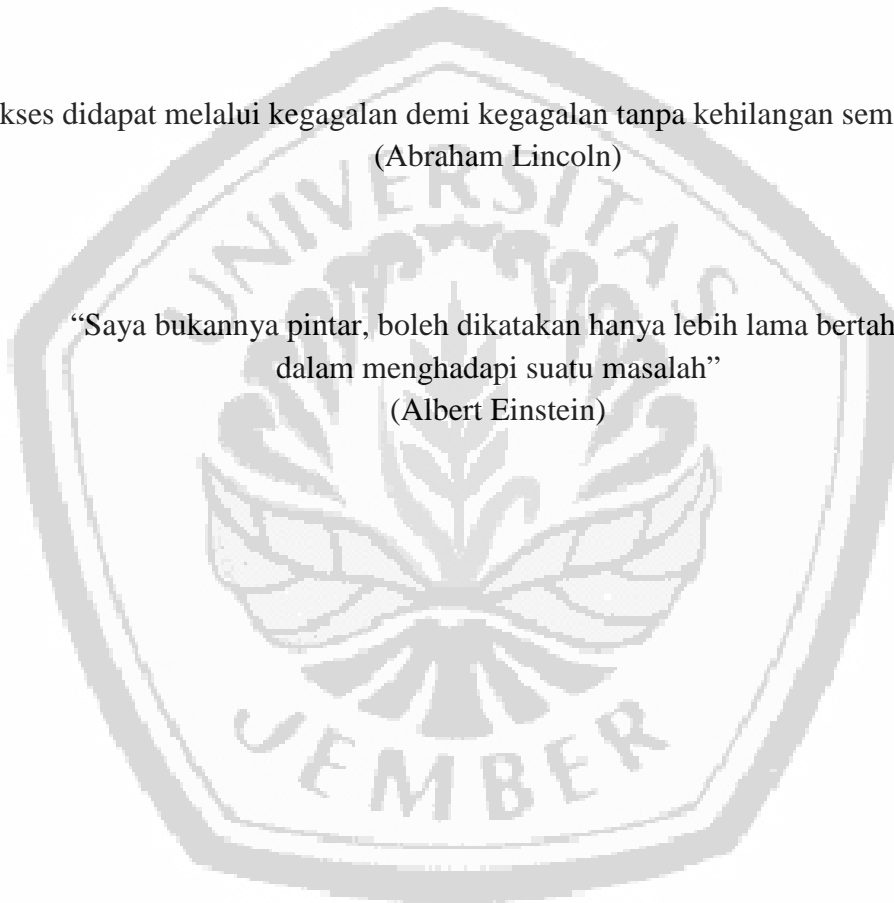 kses didapat melalui kegagalan demi kegagalan tanpa kehilangan sem
(Abraham Lincoln)
UNIVERSITAS
“Saya bukannya pintar, boleh dikatakan hanya lebih lama bertah
dalam menghadapi suatu masalah”
(Albert Einstein)
JEMBER